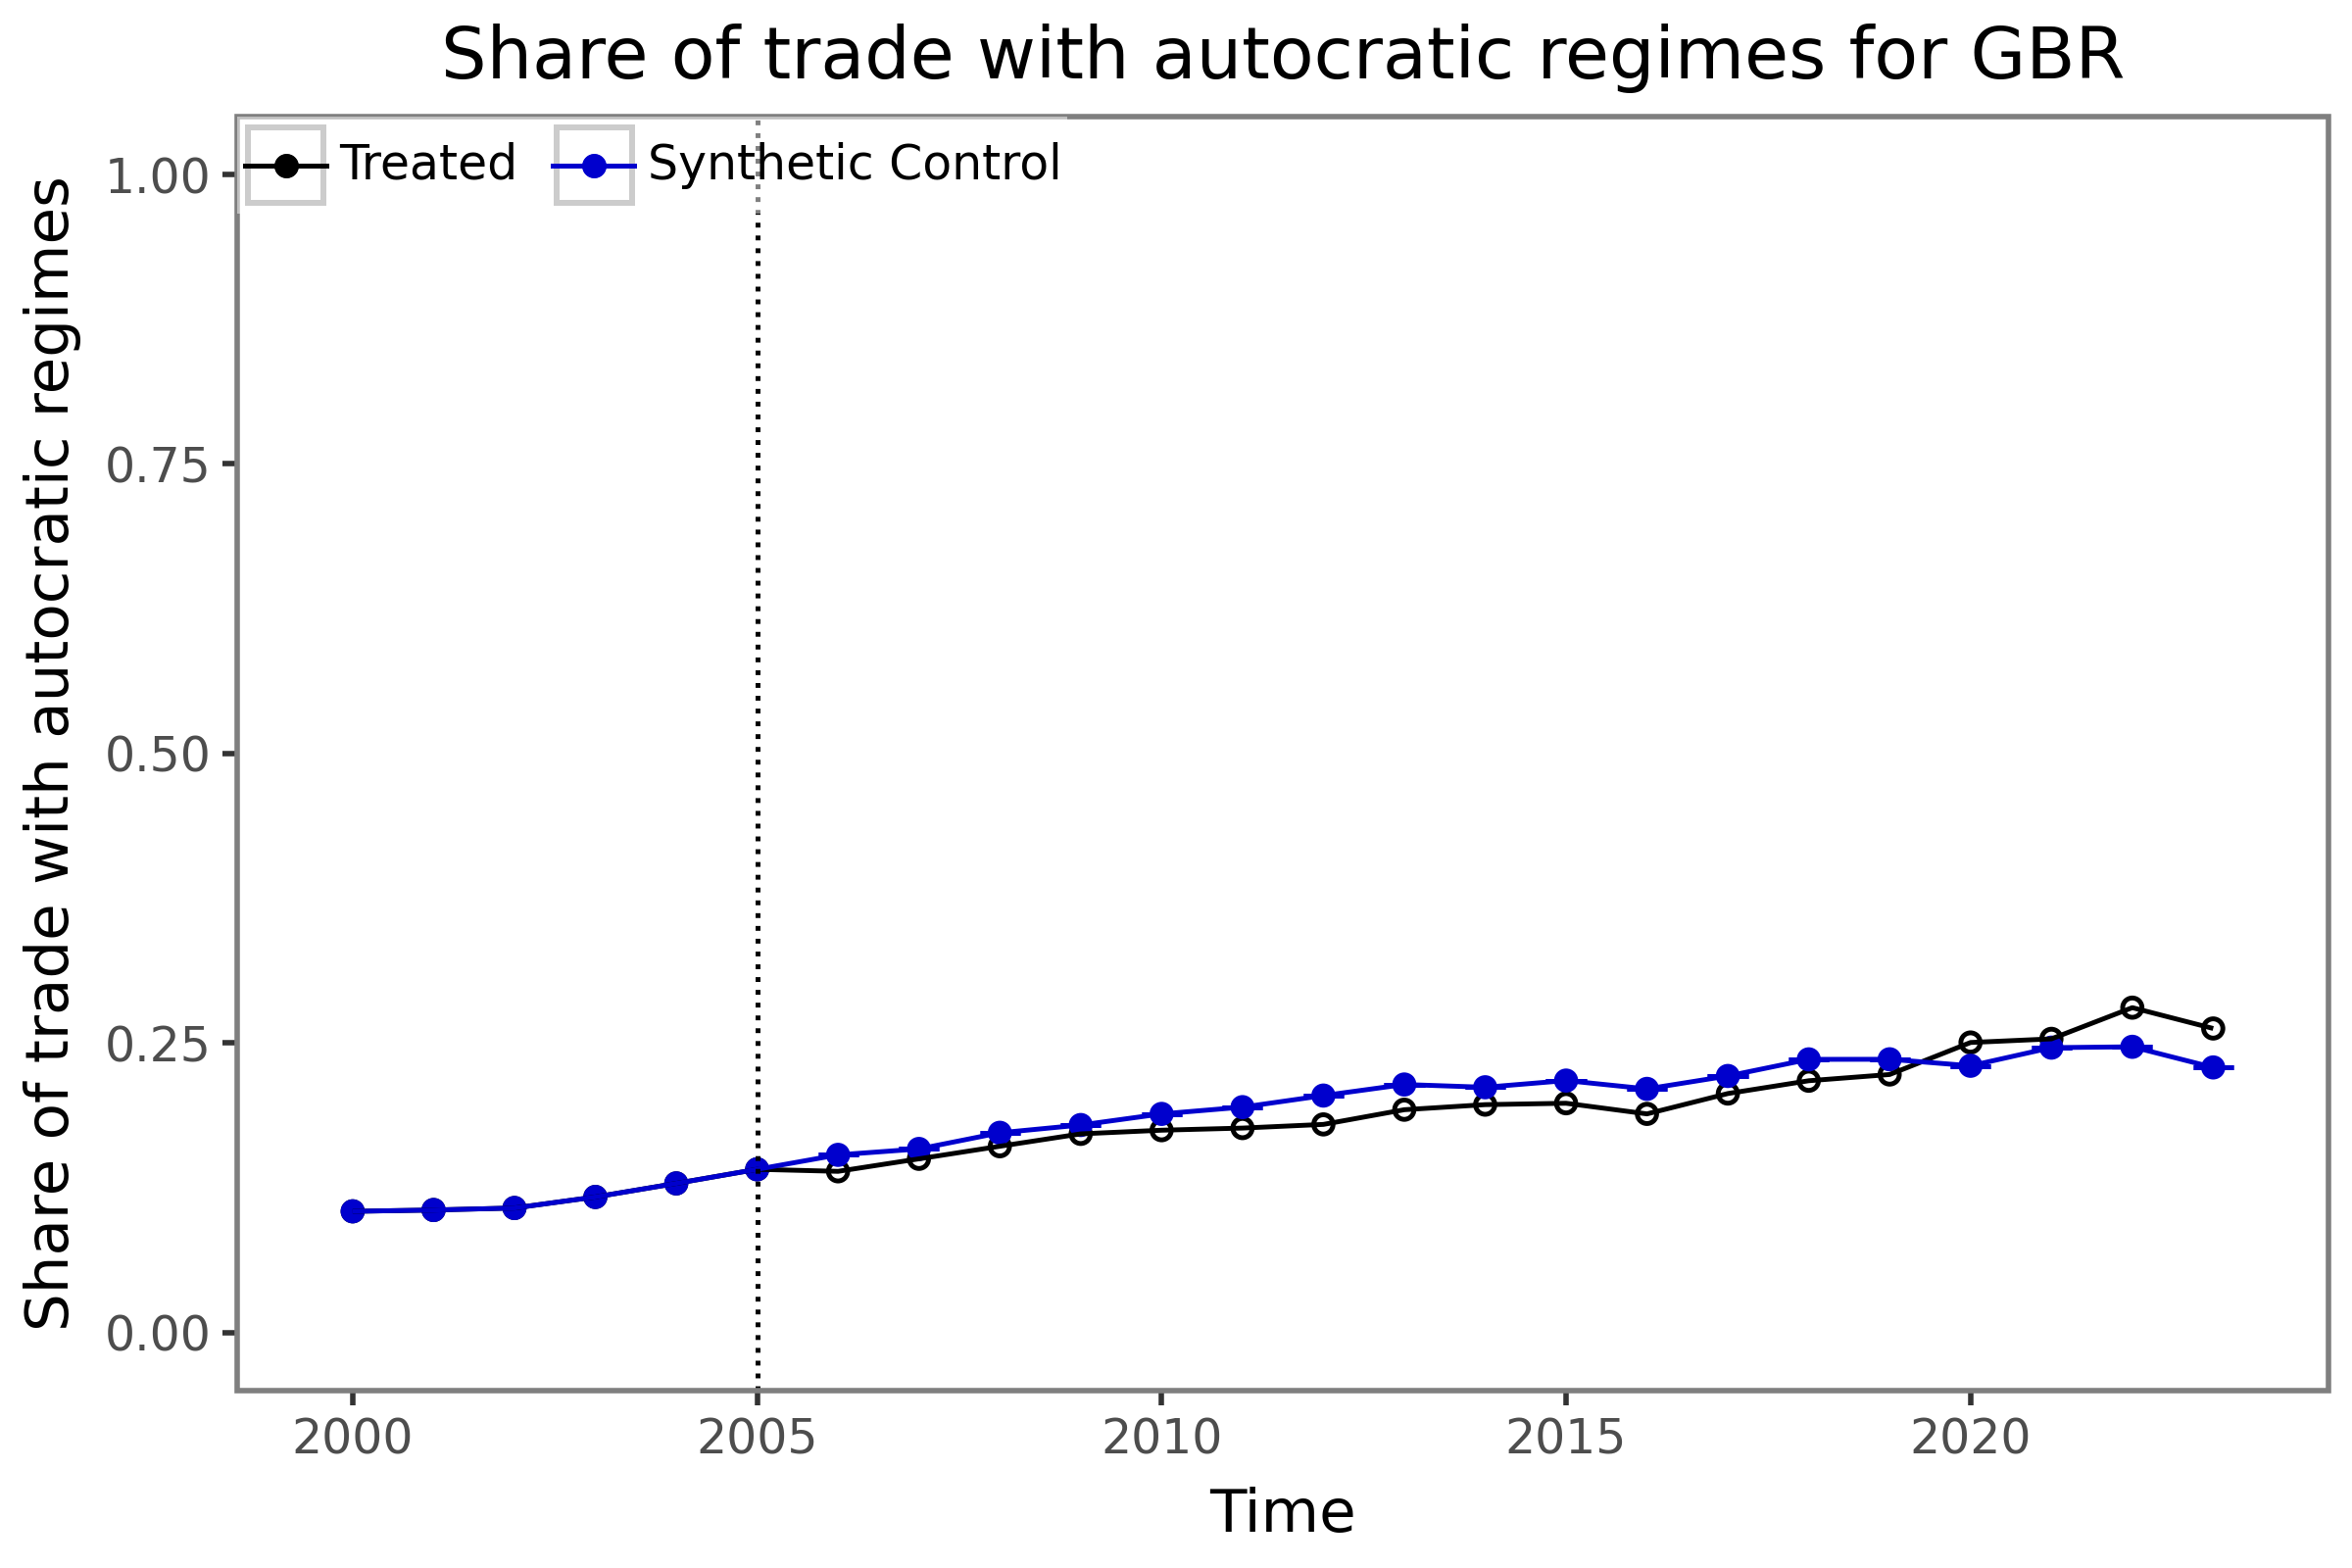 Share of trade with autocratic regimes for GBR
Treated
Synthetic Control
Share of trade with autocratic regimes
1.00
0.75
0.50
0.25
0.00
2000
2005
2010
2015
2020
Time